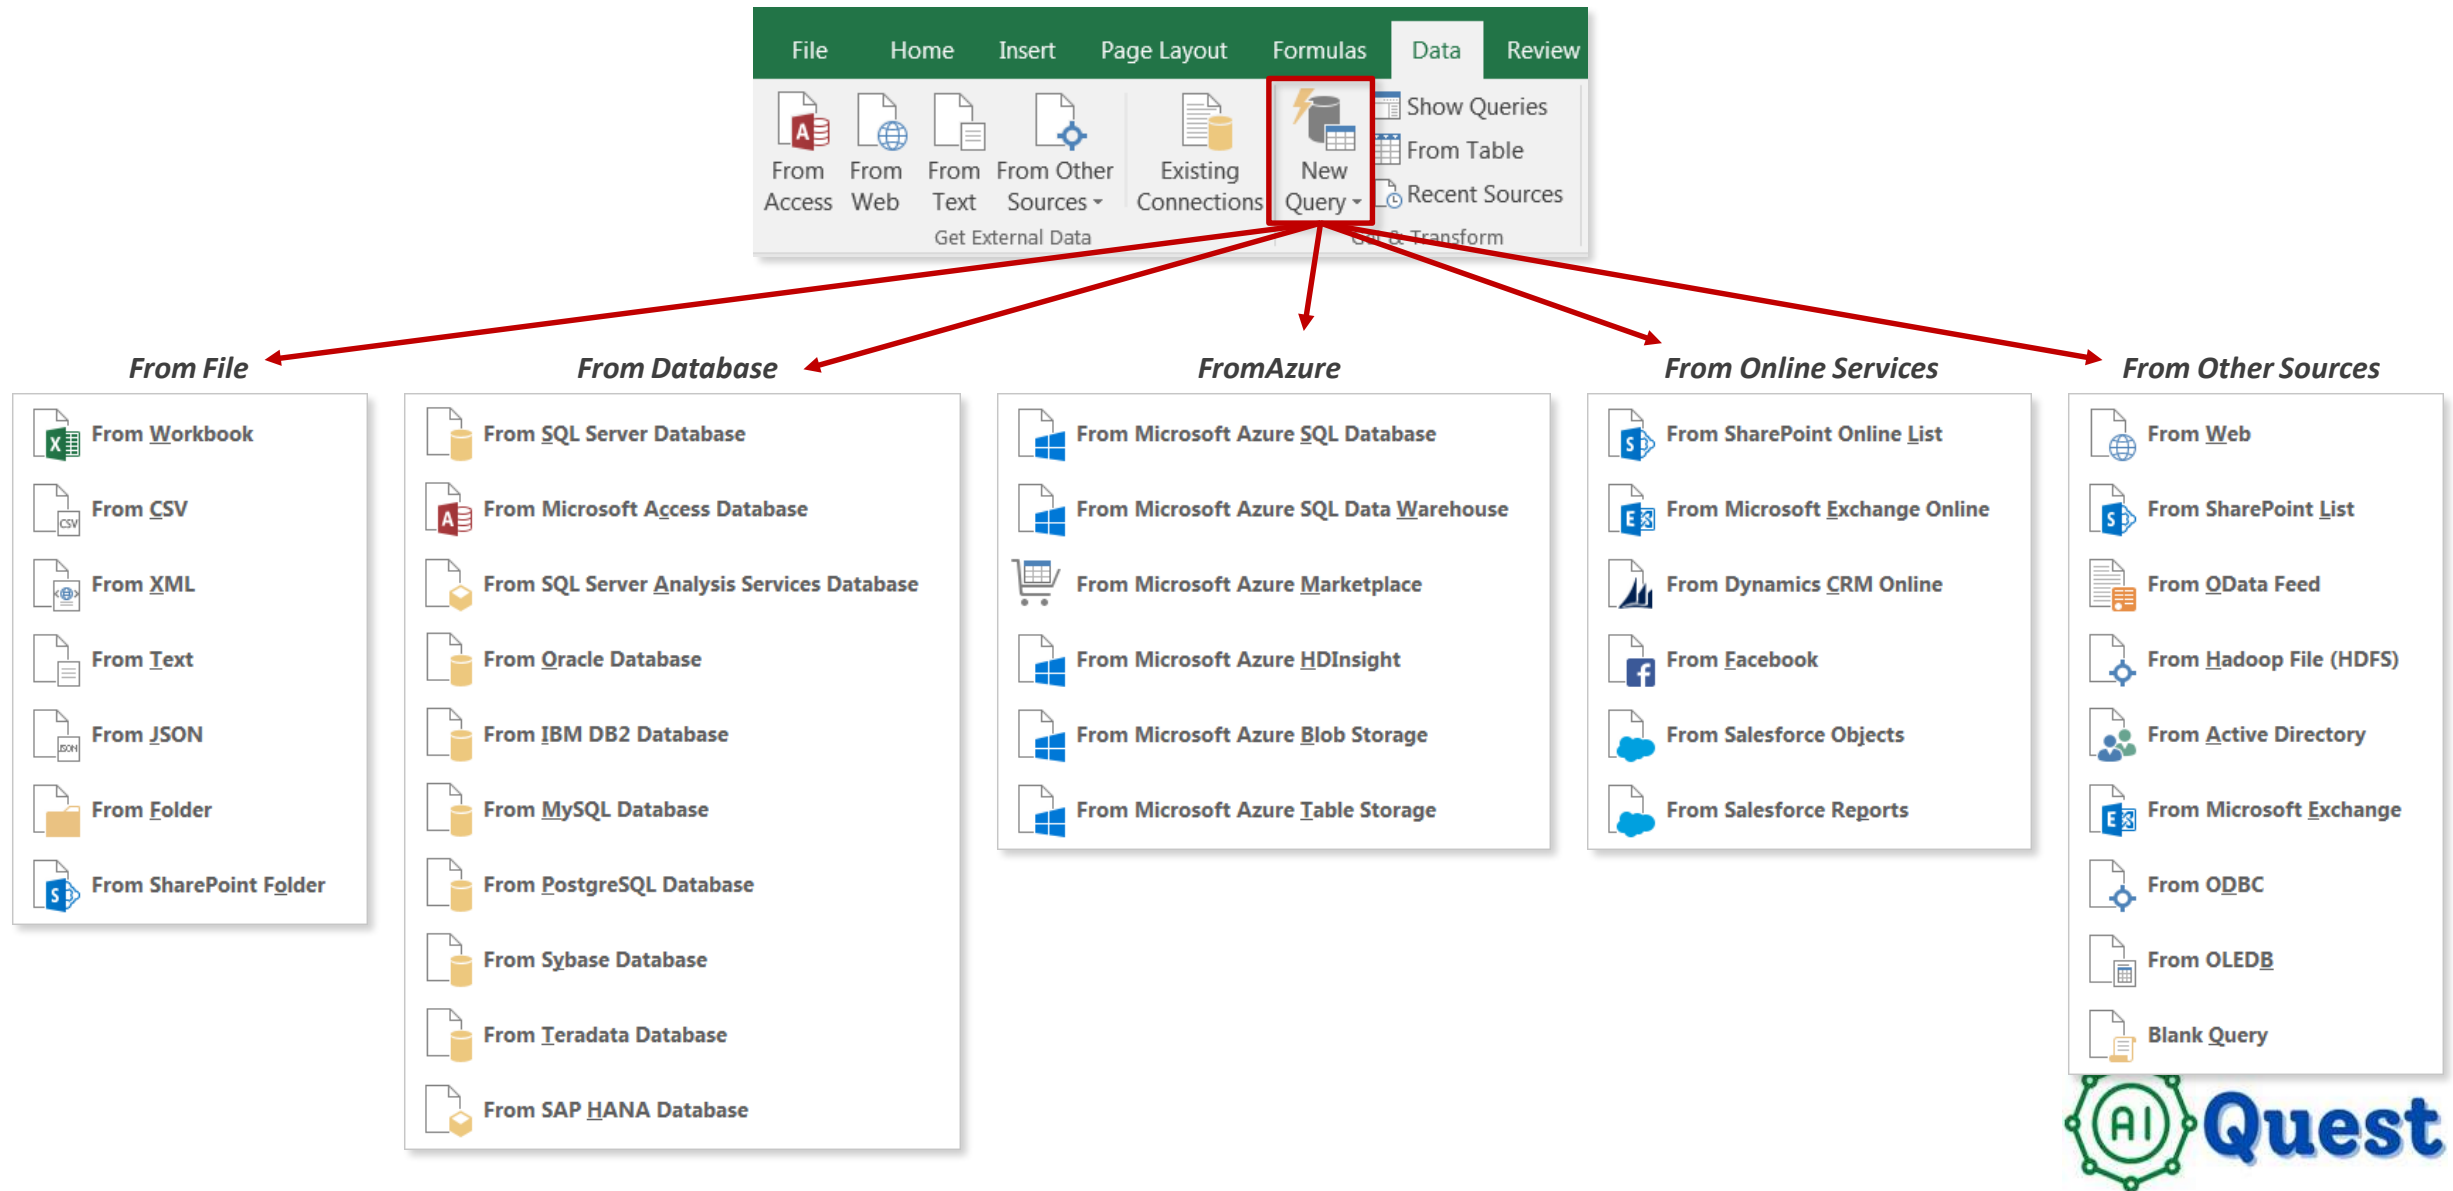 File Home Insert Page Layout Formulas Data Review
From Access
From Web
From Text
From Other Sources
Existing Connections
New Query
Show Queries
From Table
Recent Sources
Get External Data
Get & Transform
From File
From Workbook
From CSV
From XML
From Text
From JSON
From Folder
From SharePoint Folder
From Database
From SQL Server Database
From Microsoft Access Database
From SQL Server Analysis Services Database
From Oracle Database
From IBM DB2 Database
From MySQL Database
From PostgreSQL Database
From Sybase Database
From Teradata Database
From SAP HANA Database
FromAzure
From Microsoft Azure SQL Database
From Microsoft Azure SQL Data Warehouse
From Microsoft Azure Marketplace
From Microsoft Azure HDInsight
From Microsoft Azure Blob Storage
From Microsoft Azure Table Storage
From Online Services
From SharePoint Online List
From Microsoft Exchange Online
From Dynamics CRM Online
From Facebook
From Salesforce Objects
From Salesforce Reports
From Other Sources
From Web
From SharePoint List
From OData Feed
From Hadoop File (HDFS)
From Active Directory
From Microsoft Exchange
From ODBC
From OLEDB
Blank Query
AI Quest